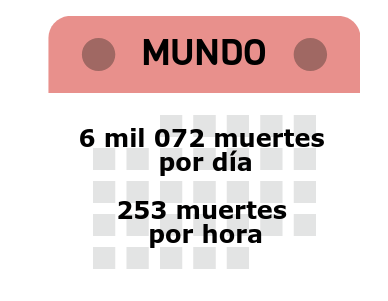 MUNDO
6 mil 072 muertes
por día
253 muertes
por hora